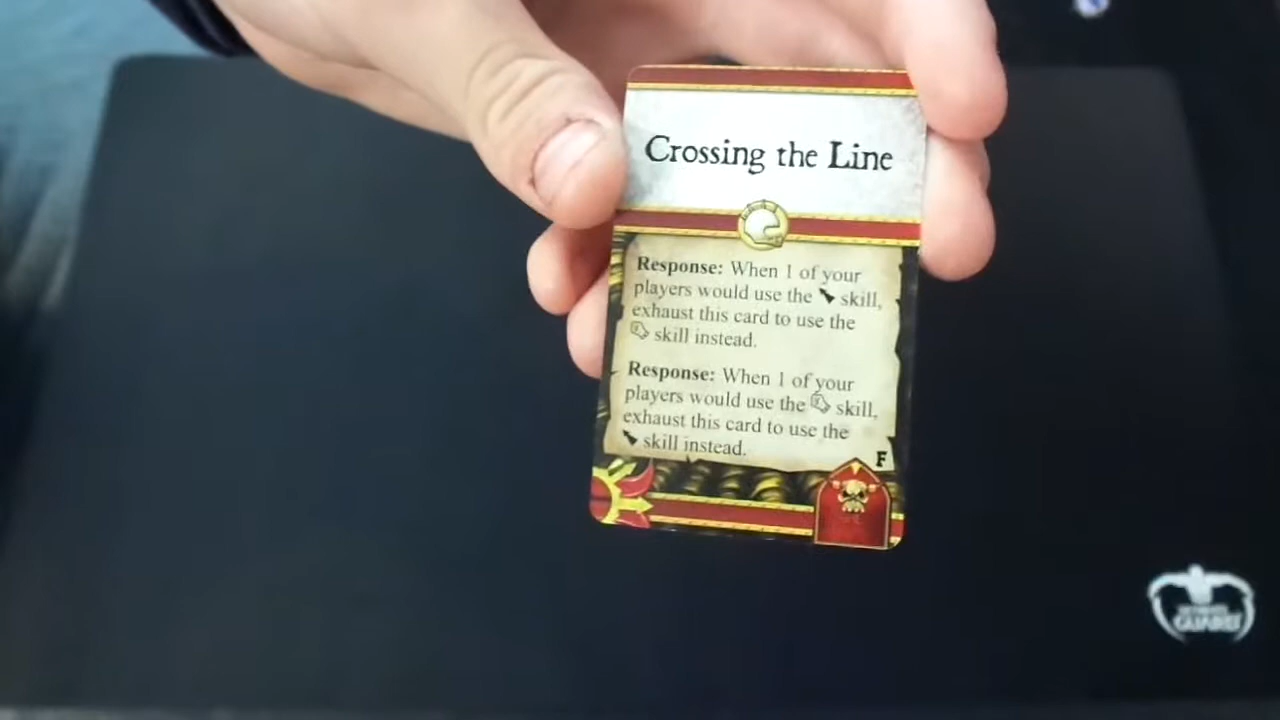 Crossing the Line
Response: When 1 of your
players would use the skill,
exhaust this card to use the
skill instead.
Response: When 1 of your
players would use the skill,
exhaust this card to use the
skill instead.
F
GUARD